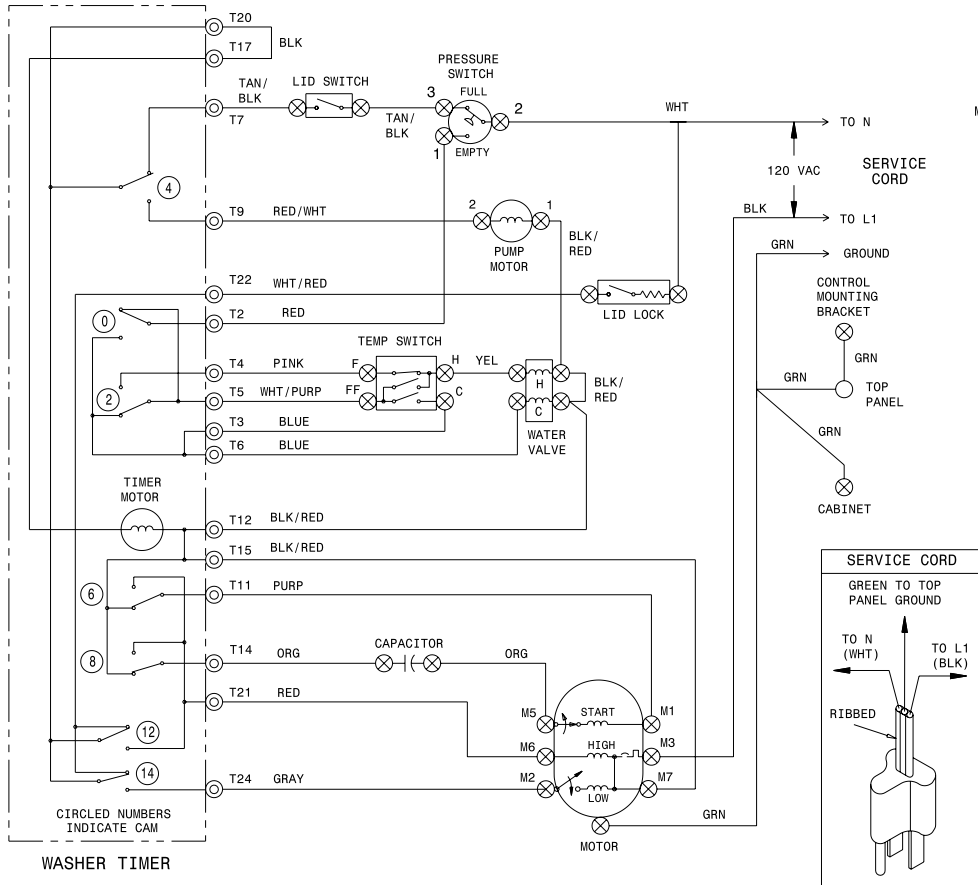 T20
T17
BLK
TAN/
BLK
T7
LID SWITCH
TAN/
BLK
PRESSURE
SWITCH
FULL
3
2
1
EMPTY
WHT
TO N
M
120 VAC
SERVICE
CORD
BLK
TO L1
GRN
GROUND
4
T9
RED/WHT
2
1
PUMP
MOTOR
BLK/
RED
T22
WHT/RED
LID LOCK
0
T2
RED
CONTROL
MOUNTING
BRACKET
GRN
GRN
TOP
PANEL
GRN
CABINET
TEMP SWITCH
2
T4
PINK
F
H
YEL
H
BLK/
RED
T5
WHT/PURP
FF
C
C
T3
BLUE
T6
BLUE
WATER
VALVE
TIMER
MOTOR
T12
BLK/RED
T15
BLK/RED
6
T11
PURP
8
T14
ORG
CAPACITOR
ORG
T21
RED
12
14
T24
GRAY
M5
START
M1
M6
HIGH
M3
M2
LOW
M7
GRN
MOTOR
CIRCLED NUMBERS
INDICATE CAM
WASHER TIMER
SERVICE CORD
GREEN TO TOP
PANEL GROUND
TO N
(WHT)
TO L1
(BLK)
RIBBED